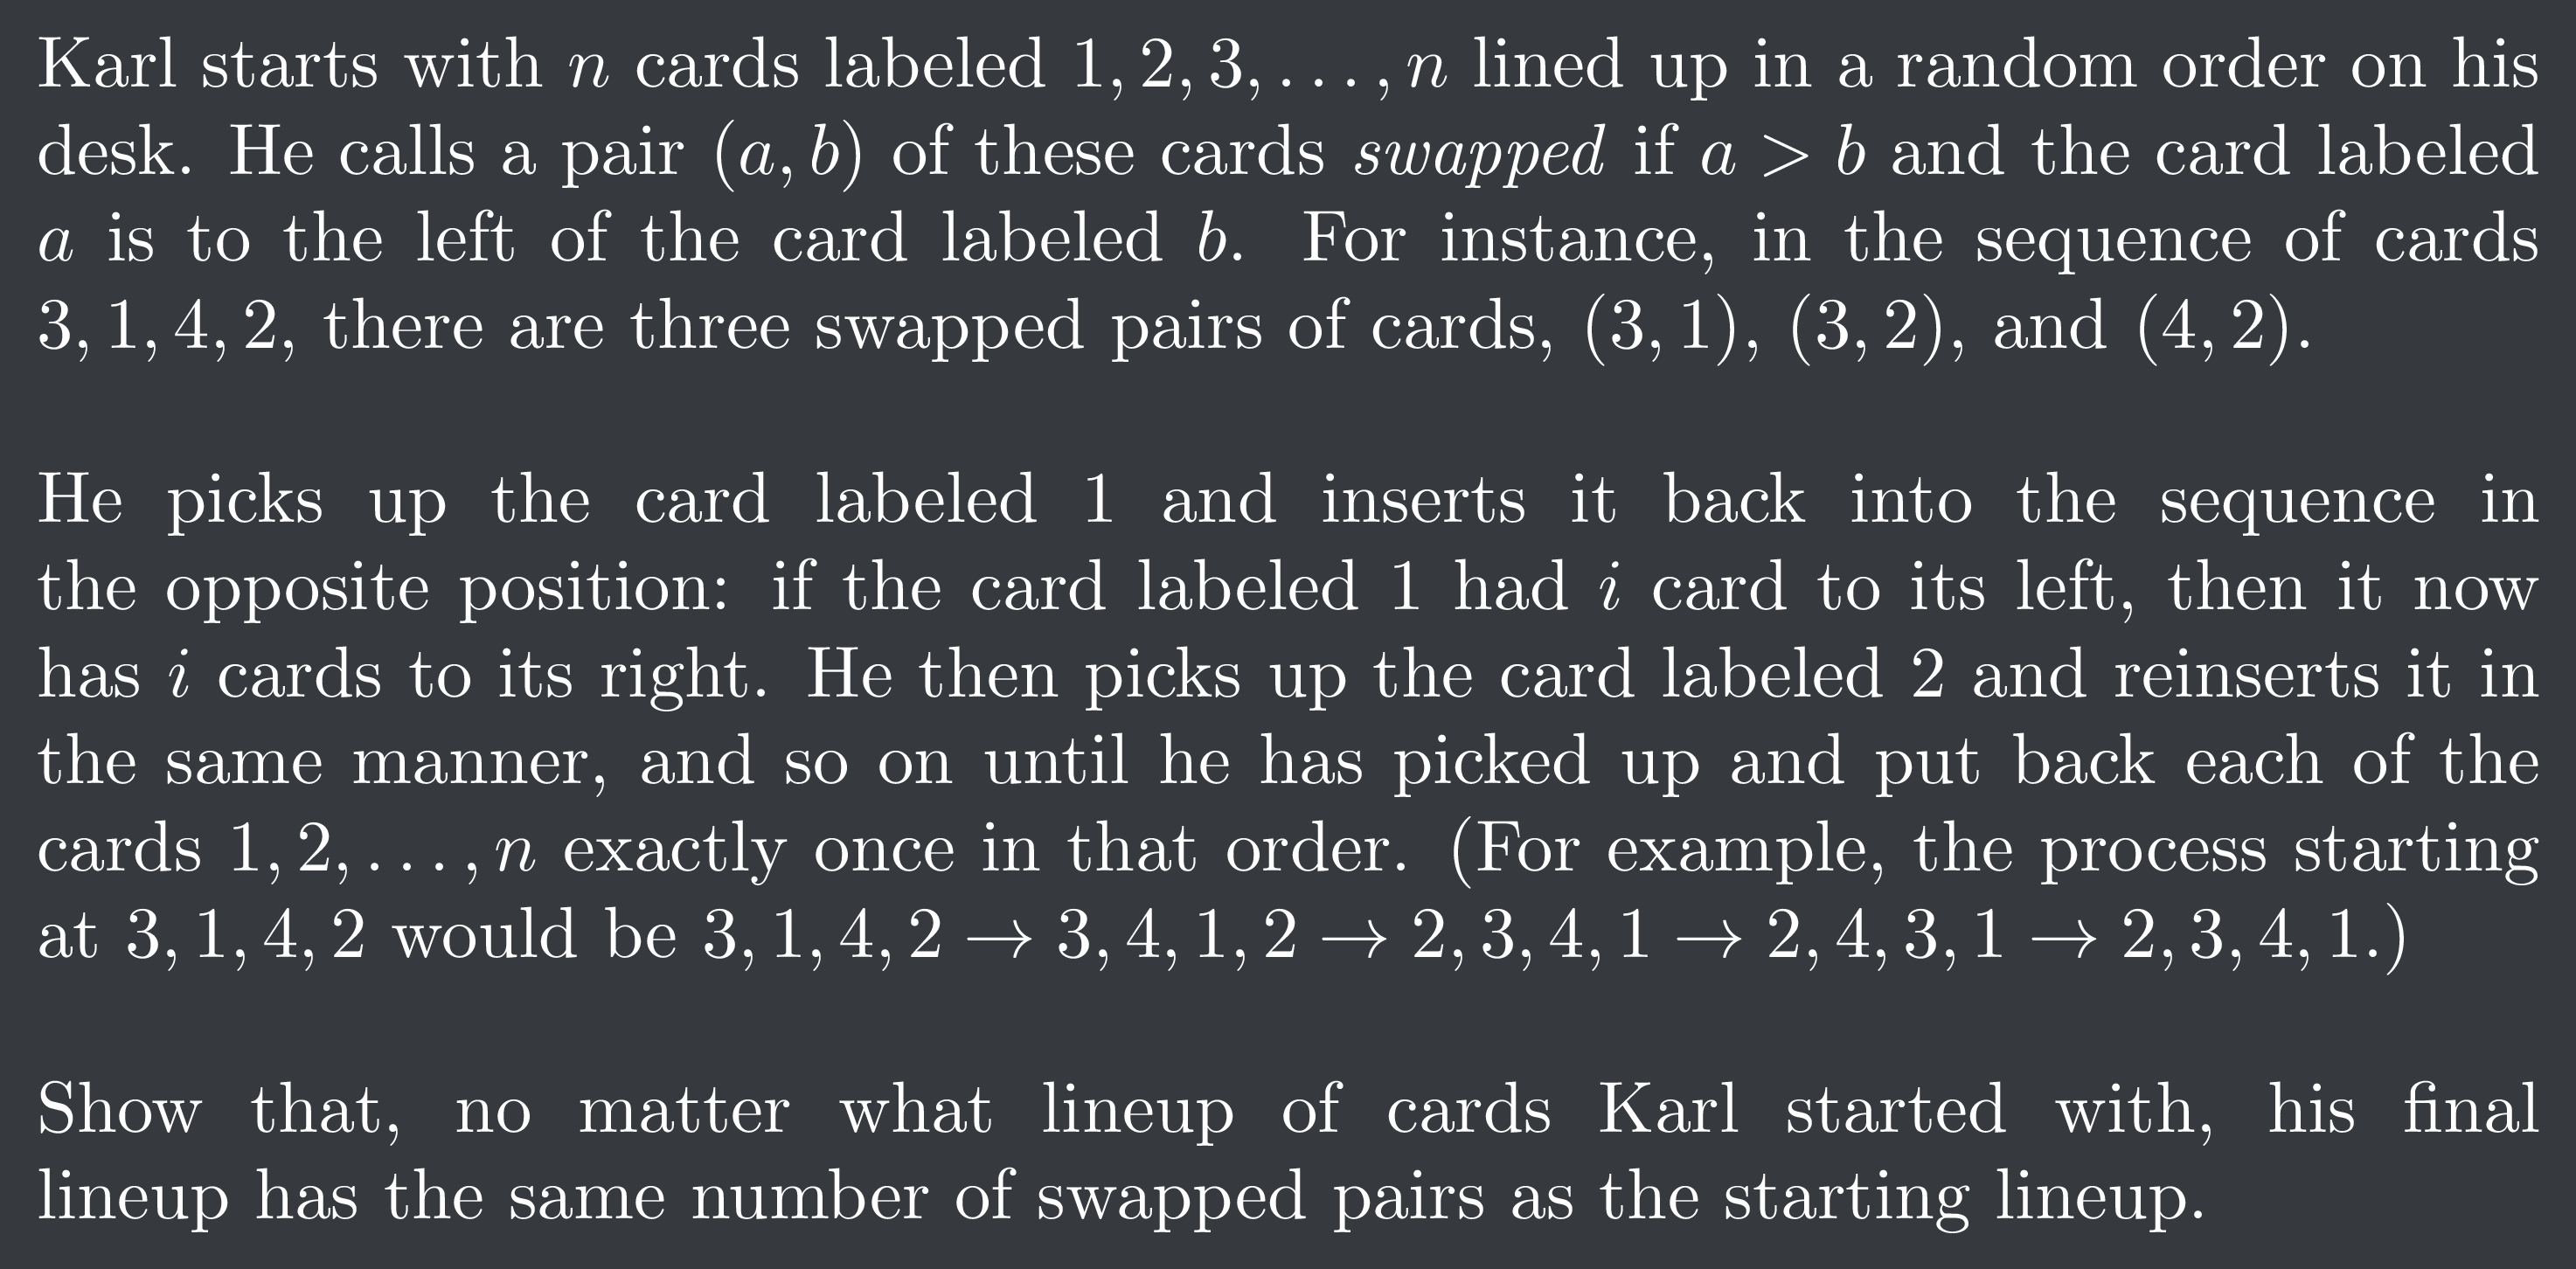 Karl starts with n cards labeled 1, 2, 3, . . . , n lined up in a random order on his
desk. He calls a pair (a, b) of these cards swapped if a > b and the card labeled
a is to the left of the card labeled b. For instance, in the sequence of cards
3, 1, 4, 2, there are three swapped pairs of cards, (3, 1), (3, 2), and (4, 2).
He picks up the card labeled 1 and inserts it back into the sequence in
the opposite position: if the card labeled 1 had i card to its left, then it now
has i cards to its right. He then picks up the card labeled 2 and reinserts it in
the same manner, and so on until he has picked up and put back each of the
cards 1, 2, . . . , n exactly once in that order. (For example, the process starting
at 3, 1, 4, 2 would be 3, 1, 4, 2 → 3, 4, 1, 2 → 2, 3, 4, 1 → 2, 4, 3, 1 → 2, 3, 4, 1.)
Show that, no matter what lineup of cards Karl started with, his final
lineup has the same number of swapped pairs as the starting lineup.